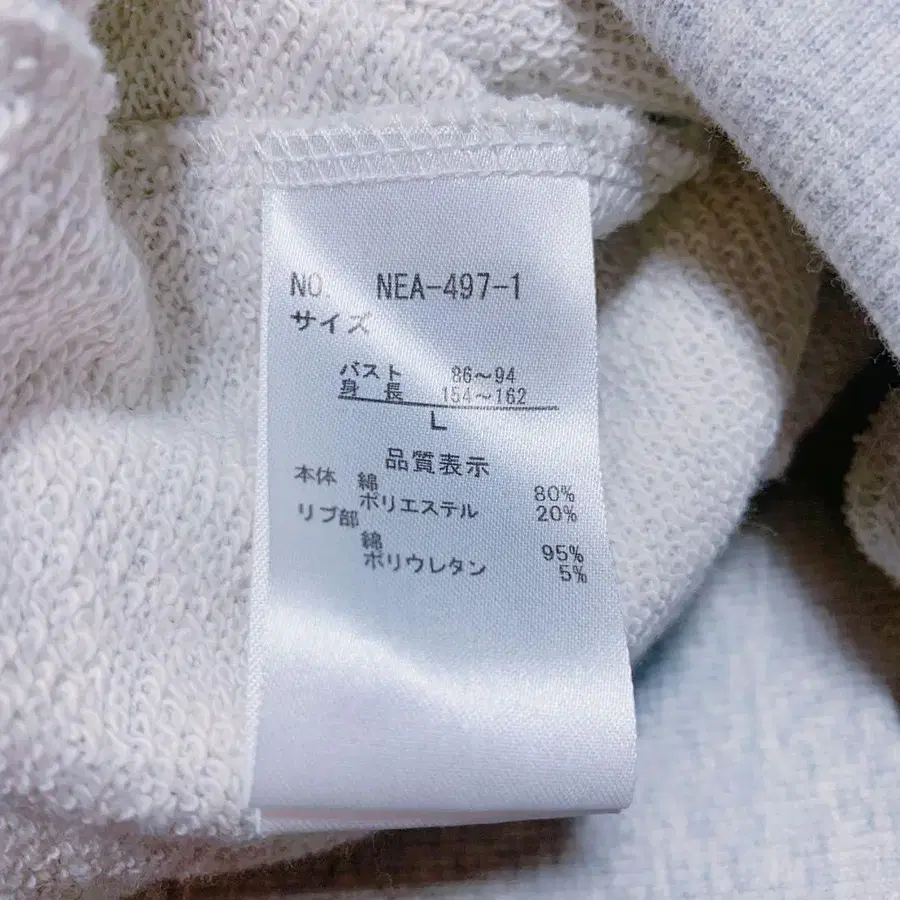 NO. NEA-497-1
サイズ
バスト 86～94
身長 154～162
L
品質表示
本体 綿 80%
ポリエステル 20%
リブ部
綿 95%
ポリウレタン 5%